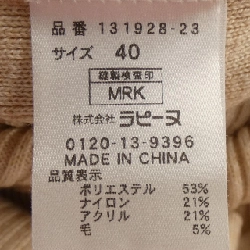 品番 131928-23
サイズ 40
縫製検査印
MRK
株式会社 ラピーヌ
0120-13-9396
MADE IN CHINA
品質表示
ポリエステル 53%
ナイロン 21%
アクリル 21%
毛 5%